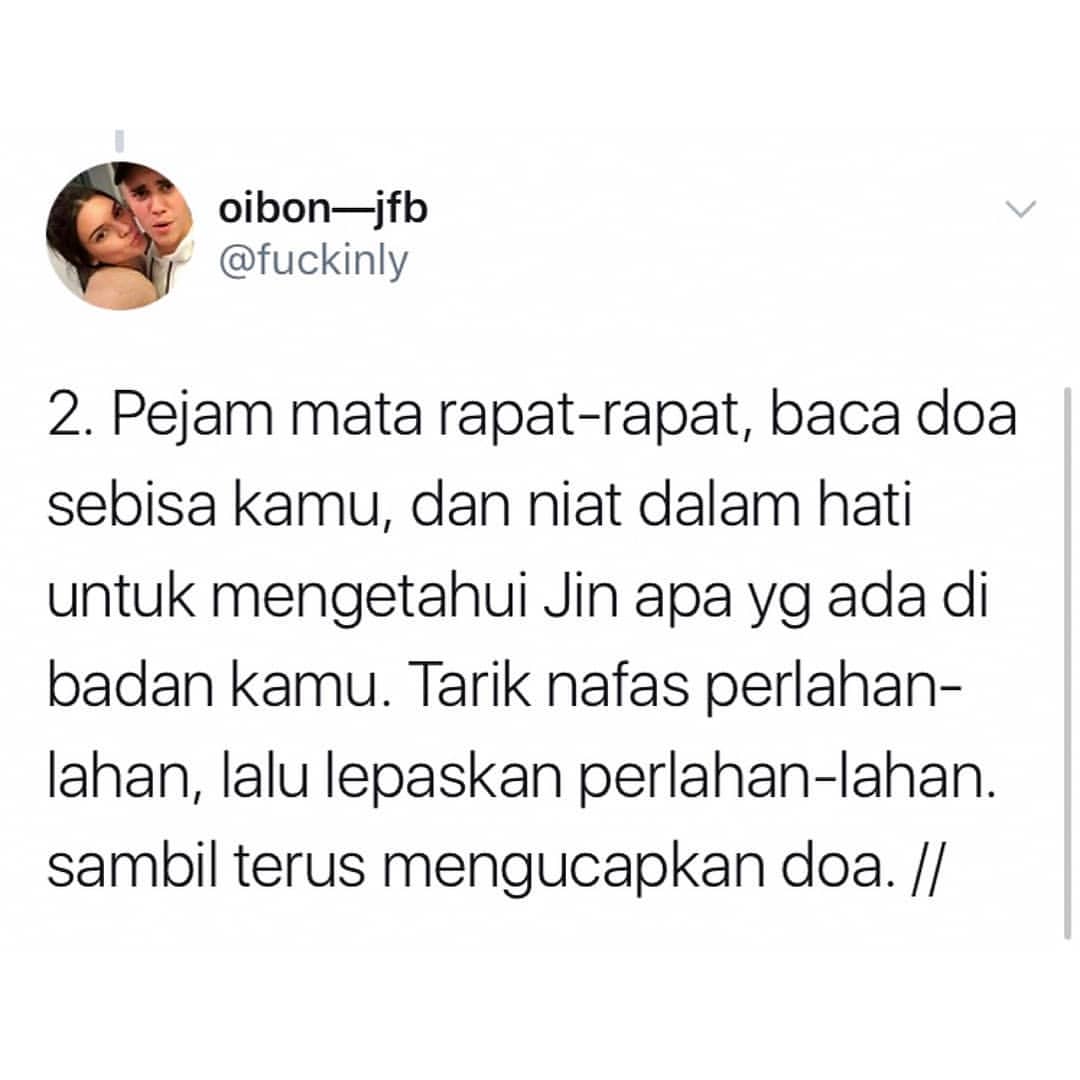 oibon—jfb
@fuckinly
2. Pejam mata rapat-rapat, baca doa
sebisa kamu, dan niat dalam hati
untuk mengetahui Jin apa yg ada di
badan kamu. Tarik nafas perlahan-
lahan, lalu lepaskan perlahan-lahan.
sambil terus mengucapkan doa. //